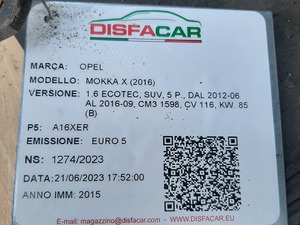 DISFACAR
MARCA: OPEL
MODELLO: MOKKA X (2016)
VERSIONE: 1.6 ECOTEC, SUV, 5 P., DAL 2012-06
AL 2016-09, CM3 1598, CV 116, KW. 85
(B)
P5: A16XER
EMISSIONE: EURO 5
NS: 1274/2023
DATA:21/06/2023 17:52:00
ANNO IMM: 2015
E-mail: magazzino@disfacar.com
WWW.DISFACAR.EU